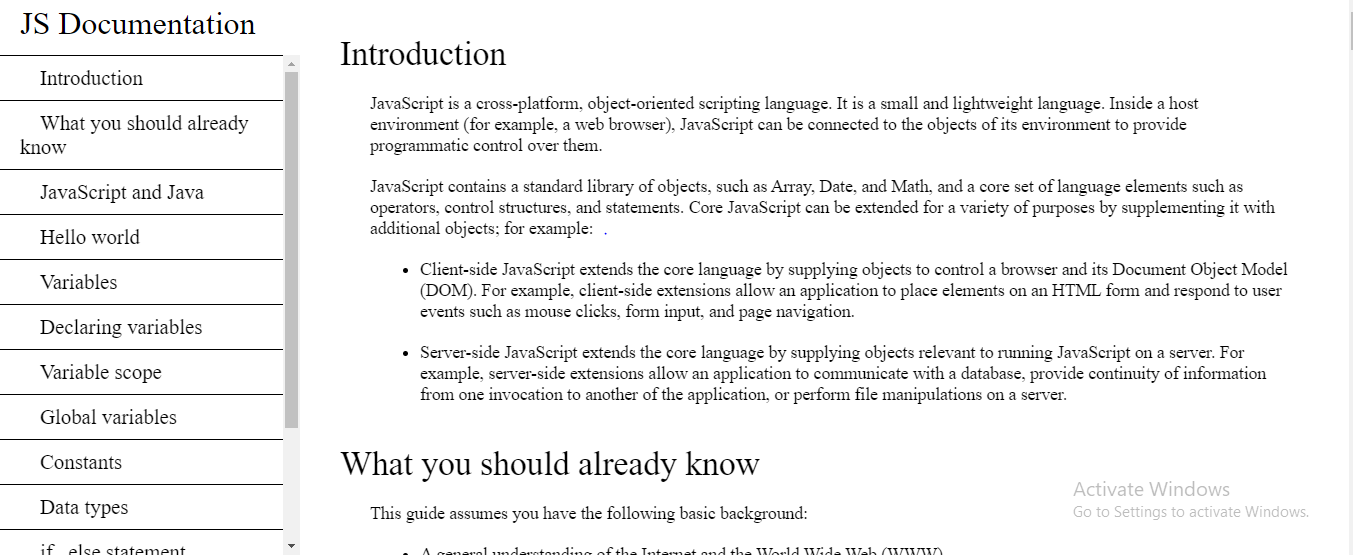 JS Documentation
Introduction
What you should already
know
JavaScript and Java
Hello world
Variables
Declaring variables
Variable scope
Global variables
Constants
Data types
if...else statement
Introduction
JavaScript is a cross-platform, object-oriented scripting language. It is a small and lightweight language. Inside a host
environment (for example, a web browser), JavaScript can be connected to the objects of its environment to provide
programmatic control over them.
JavaScript contains a standard library of objects, such as Array, Date, and Math, and a core set of language elements such as
operators, control structures, and statements. Core JavaScript can be extended for a variety of purposes by supplementing it with
additional objects; for example: .
• Client-side JavaScript extends the core language by supplying objects to control a browser and its Document Object Model
(DOM). For example, client-side extensions allow an application to place elements on an HTML form and respond to user
events such as mouse clicks, form input, and page navigation.
• Server-side JavaScript extends the core language by supplying objects relevant to running JavaScript on a server. For
example, server-side extensions allow an application to communicate with a database, provide continuity of information
from one invocation to another of the application, or perform file manipulations on a server.
What you should already know
This guide assumes you have the following basic background:
• A general understanding of the Internet and the World Wide Web (WWW).
Activate Windows
Go to Settings to activate Windows.